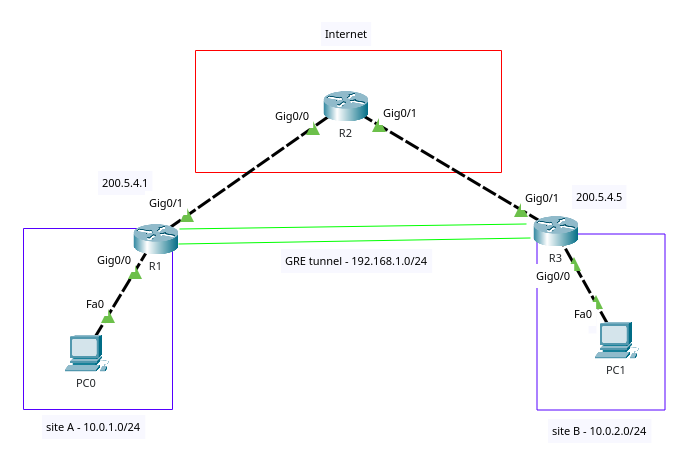 Internet
Gig0/0
Gig0/1
R2
200.5.4.1
Gig0/1
Gig0/1
200.5.4.5
R1
R3
Gig0/0
GRE tunnel - 192.168.1.0/24
Gig0/0
Fa0
Fa0
PC0
PC1
site A - 10.0.1.0/24
site B - 10.0.2.0/24